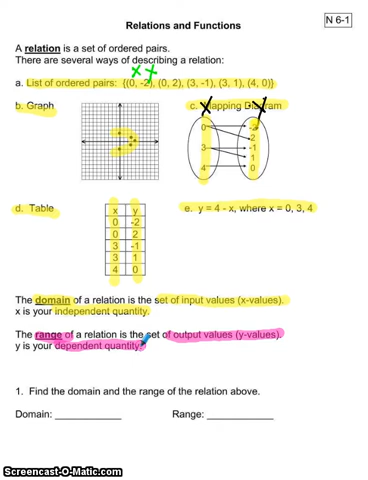 N 6-1
Relations and Functions
A relation is a set of ordered pairs.
There are several ways of describing a relation:
x y
a. List of ordered pairs: {(0, -2), (0, 2), (3, -1), (3, 1), (4, 0)}
b. Graph
c. Mapping Diagram
x y
0 -2
2
3 -1
1
4 0
d. Table
e. y = 4 - x, where x = 0, 3, 4
x y
0 -2
0 2
3 -1
3 1
4 0
The domain of a relation is the set of input values (x-values).
x is your independent quantity.
The range of a relation is the set of output values (y-values).
y is your dependent quantity.
1. Find the domain and the range of the relation above.
Domain: ____________ Range: ____________
Screencast-O-Matic.com